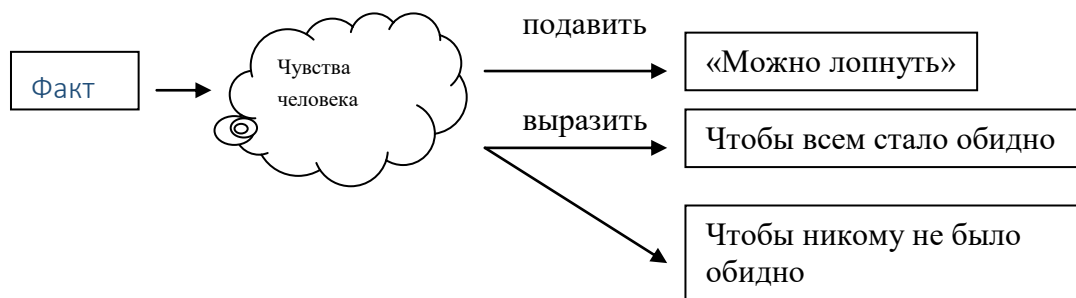 Факт
Чувства
человека
подавить
«Можно лопнуть»
выразить
Чтобы всем стало обидно
Чтобы никому не было
обидно